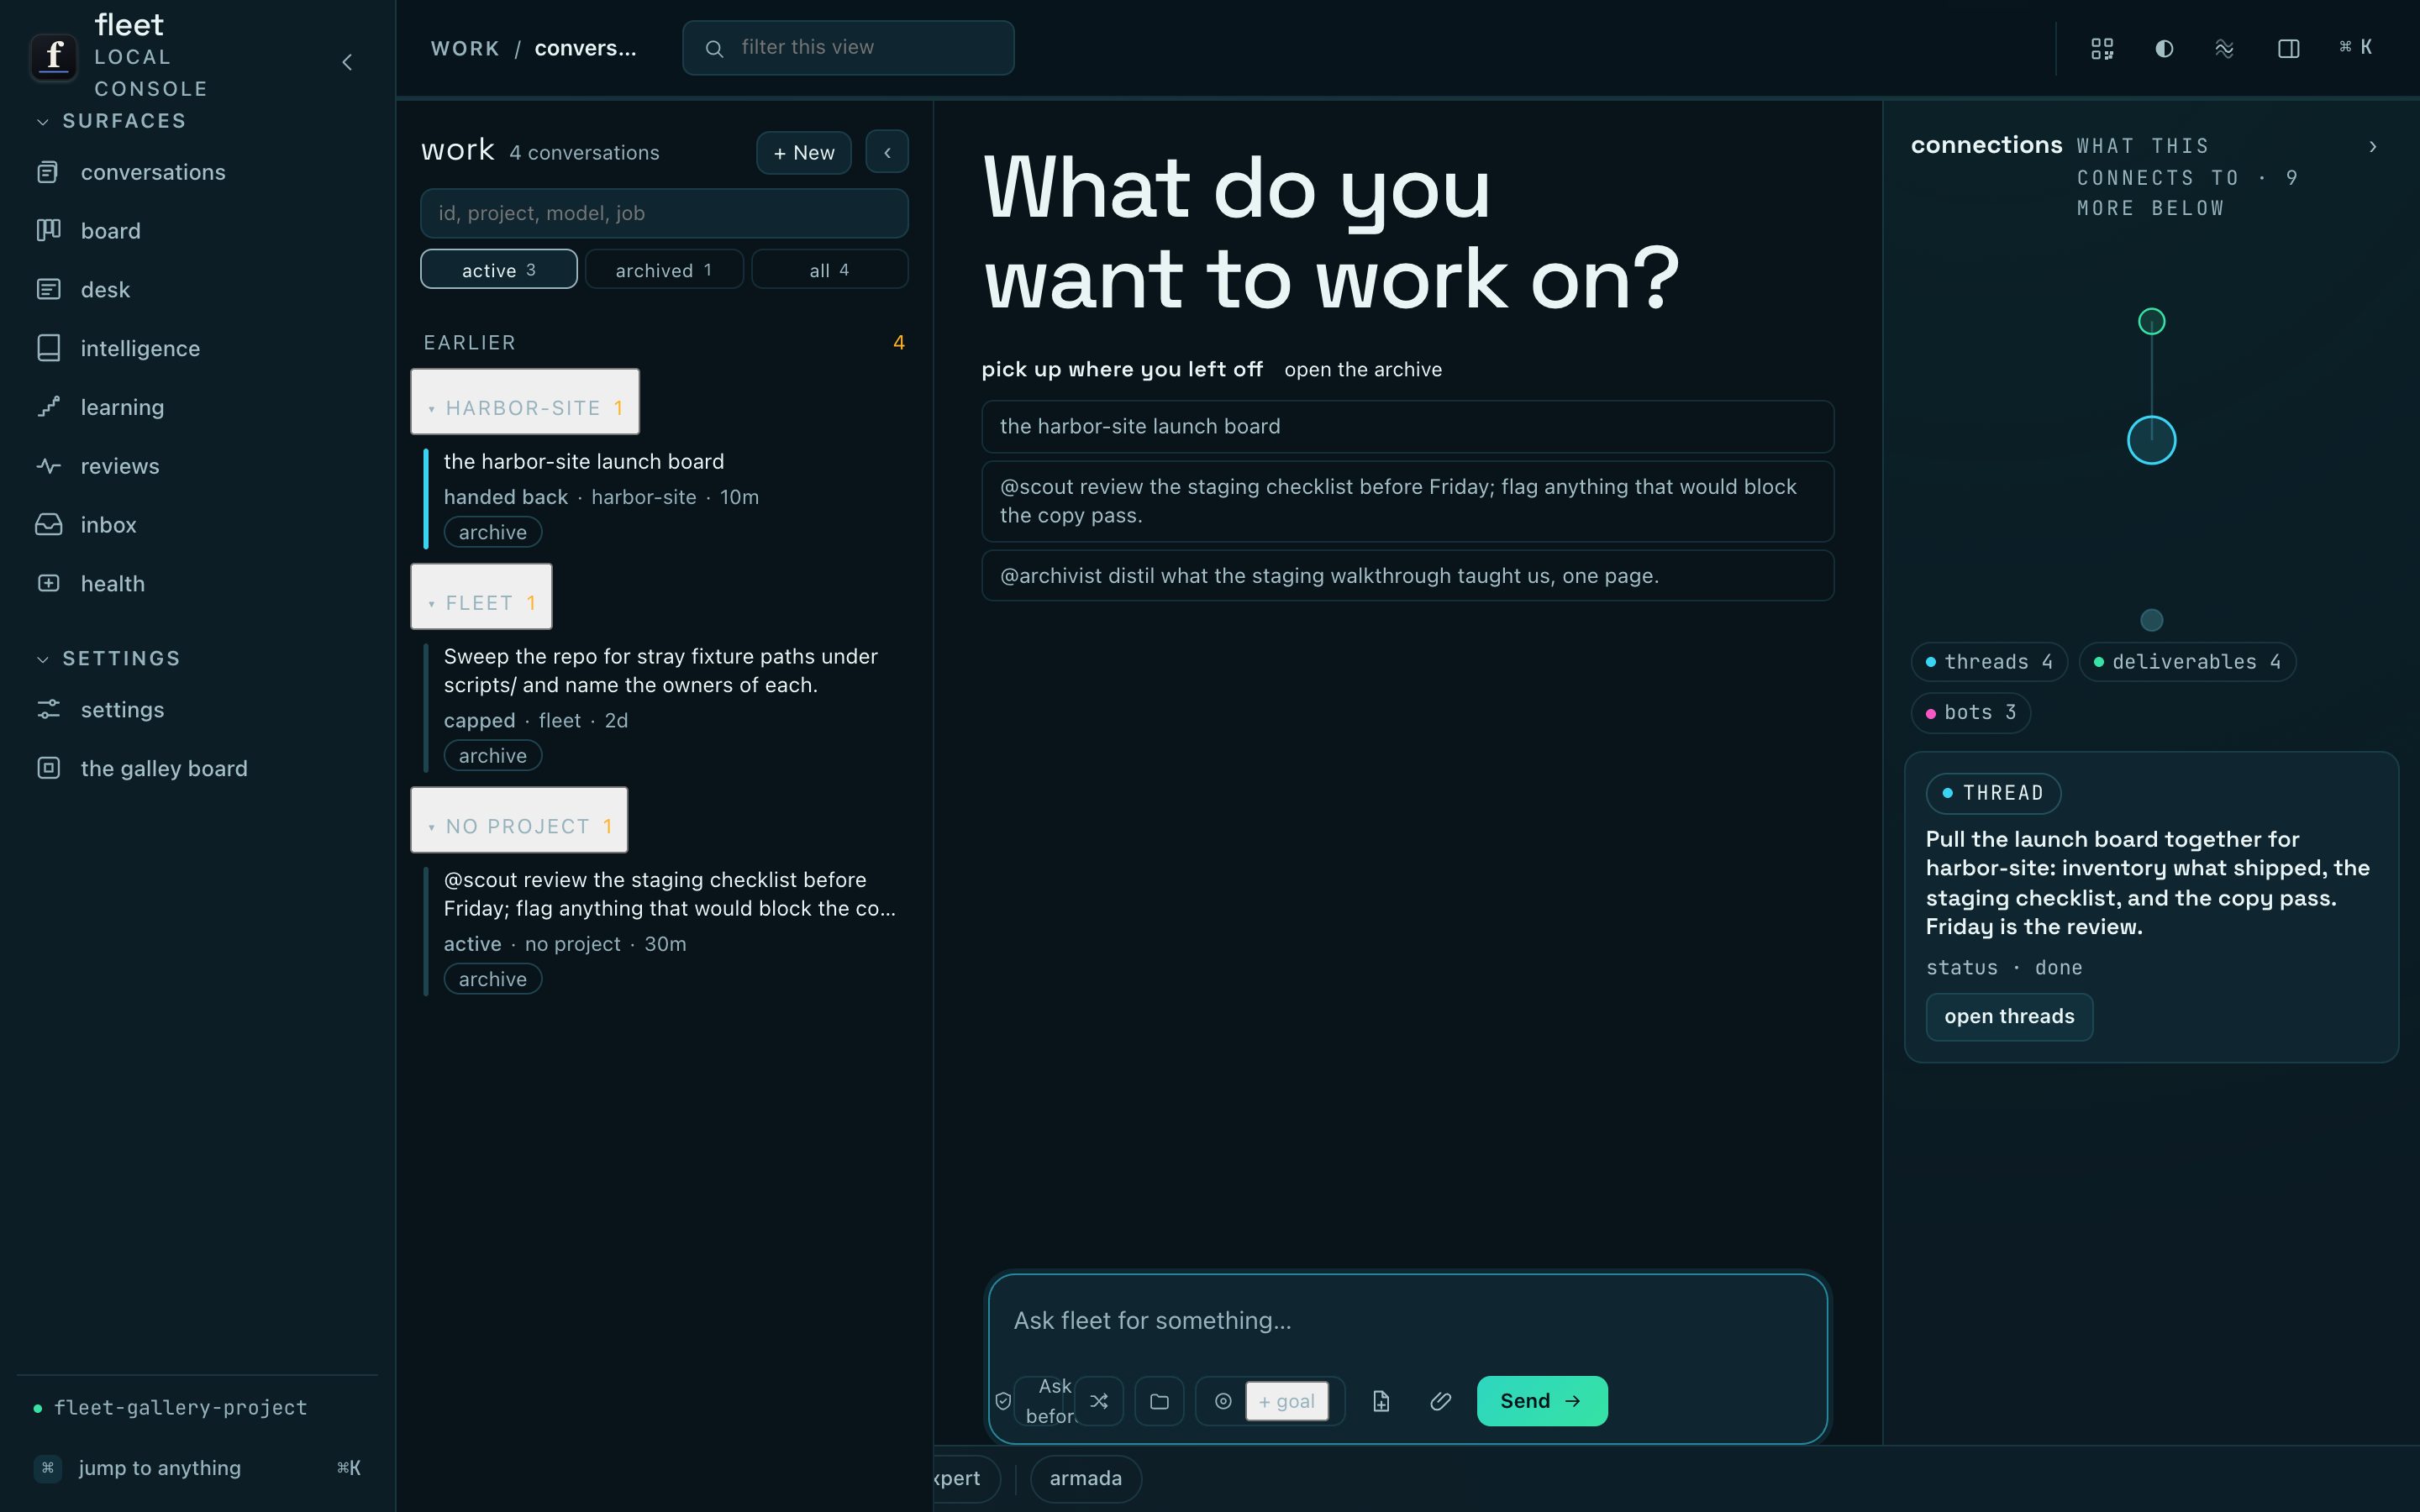 fleet
LOCAL
CONSOLE
SURFACES
conversations
board
desk
intelligence
learning
reviews
inbox
health
SETTINGS
settings
the galley board
fleet-gallery-project
⌘ jump to anything ⌘K
WORK / convers...
filter this view
⌘ K
work 4 conversations
+ New
‹
id, project, model, job
active 3
archived 1
all 4
EARLIER 4
▾ HARBOR-SITE 1
the harbor-site launch board
handed back · harbor-site · 10m
archive
▾ FLEET 1
Sweep the repo for stray fixture paths under
scripts/ and name the owners of each.
capped · fleet · 2d
archive
▾ NO PROJECT 1
@scout review the staging checklist before
Friday; flag anything that would block the co...
active · no project · 30m
archive
What do you
want to work on?
pick up where you left off open the archive
the harbor-site launch board
@scout review the staging checklist before Friday; flag anything that would block
the copy pass.
@archivist distil what the staging walkthrough taught us, one page.
Ask fleet for something...
Ask
befor
+ goal
Send →
xpert
armada
connections WHAT THIS
CONNECTS TO · 9
MORE BELOW
›
threads 4
deliverables 4
bots 3
THREAD
Pull the launch board together for
harbor-site: inventory what shipped, the
staging checklist, and the copy pass.
Friday is the review.
status · done
open threads